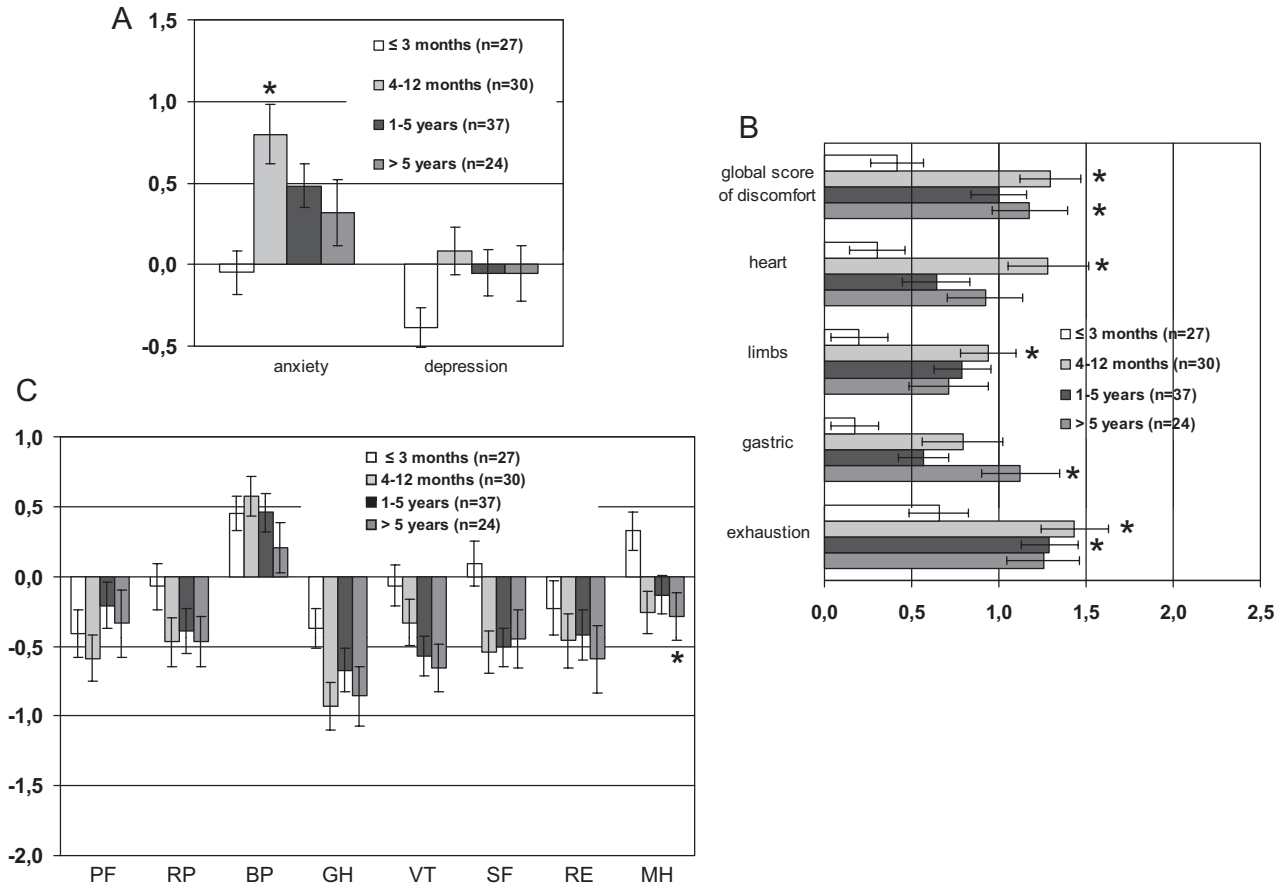 A
1,5
1,0
0,5
0,0
-0,5
≤ 3 months (n=27)
4-12 months (n=30)
1-5 years (n=37)
> 5 years (n=24)
*
anxiety
depression
B
global score
of discomfort
heart
limbs
gastric
exhaustion
*
*
*
*
*
*
*
≤ 3 months (n=27)
4-12 months (n=30)
1-5 years (n=37)
> 5 years (n=24)
0,0 0,5 1,0 1,5 2,0 2,5
C
1,0
0,5
0,0
-0,5
-1,0
-1,5
-2,0
≤ 3 months (n=27)
4-12 months (n=30)
1-5 years (n=37)
> 5 years (n=24)
*
PF RP BP GH VT SF RE MH